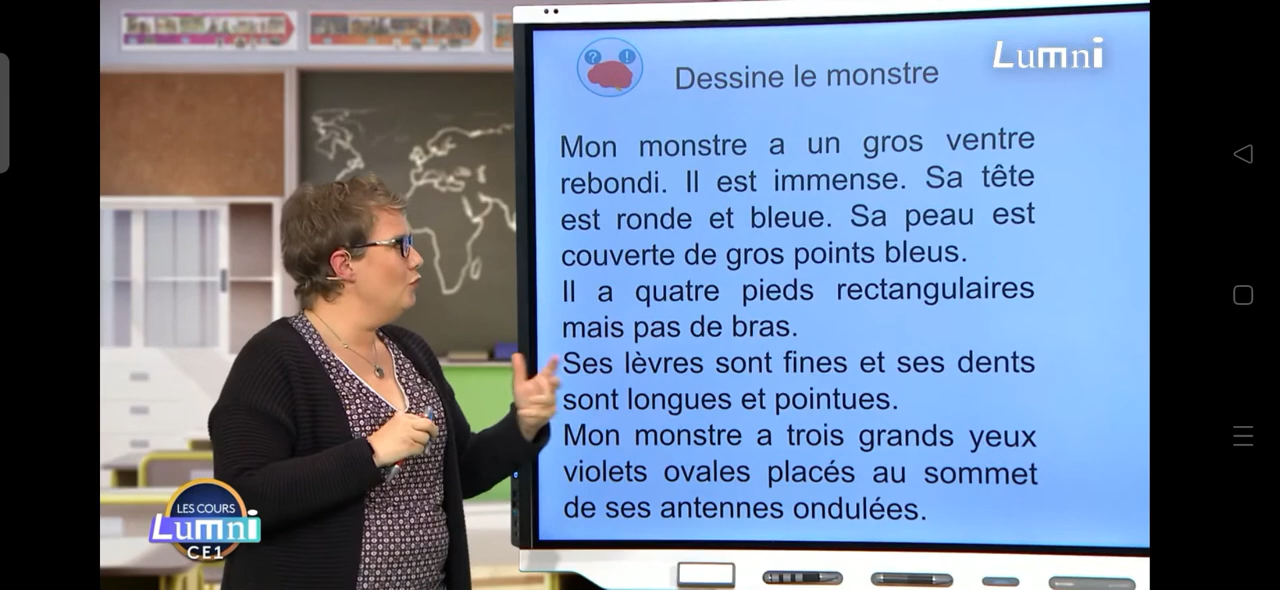 Lumni
? !
Dessine le monstre
Mon monstre a un gros ventre
rebondi. Il est immense. Sa tête
est ronde et bleue. Sa peau est
couverte de gros points bleus.
Il a quatre pieds rectangulaires
mais pas de bras.
Ses lèvres sont fines et ses dents
sont longues et pointues.
Mon monstre a trois grands yeux
violets ovales placés au sommet
de ses antennes ondulées.
LES COURS
Lumni
CE1